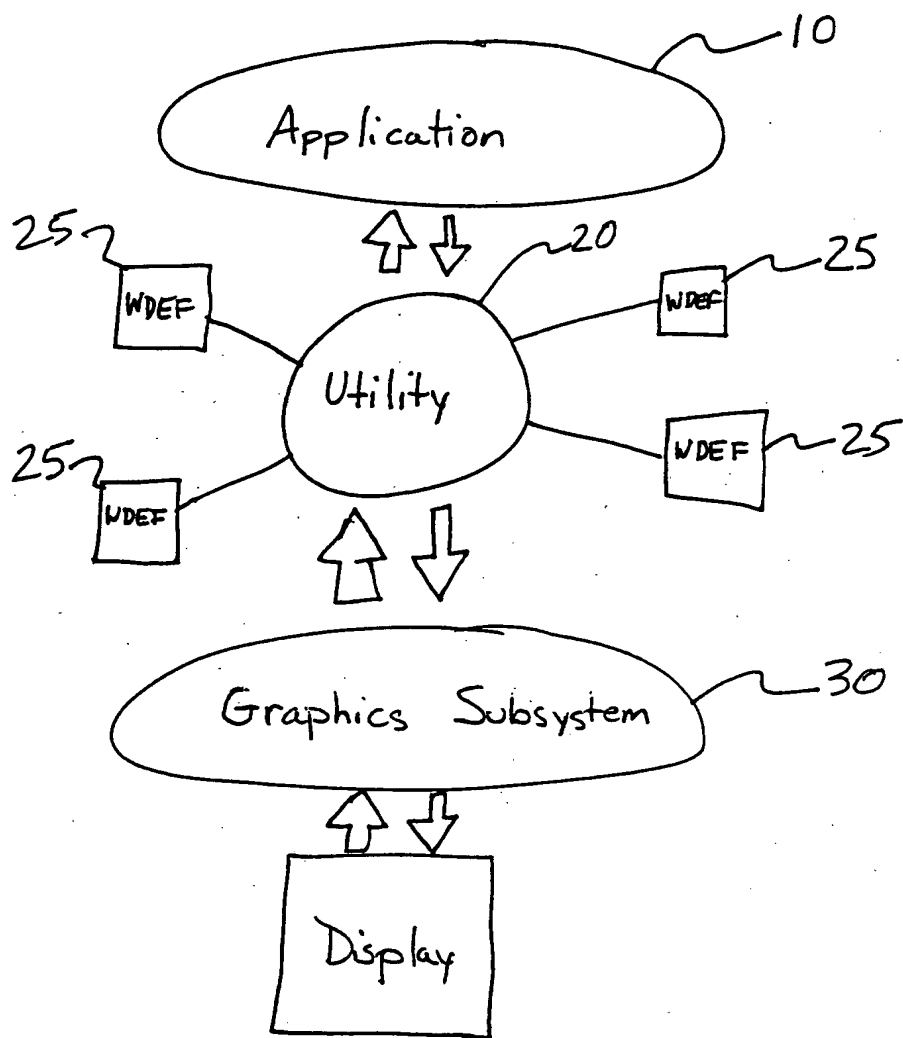 10
Application
25
20
25
WDEF
WDEF
Utility
25
WDEF
25
WDEF
Graphics Subsystem
30
Display